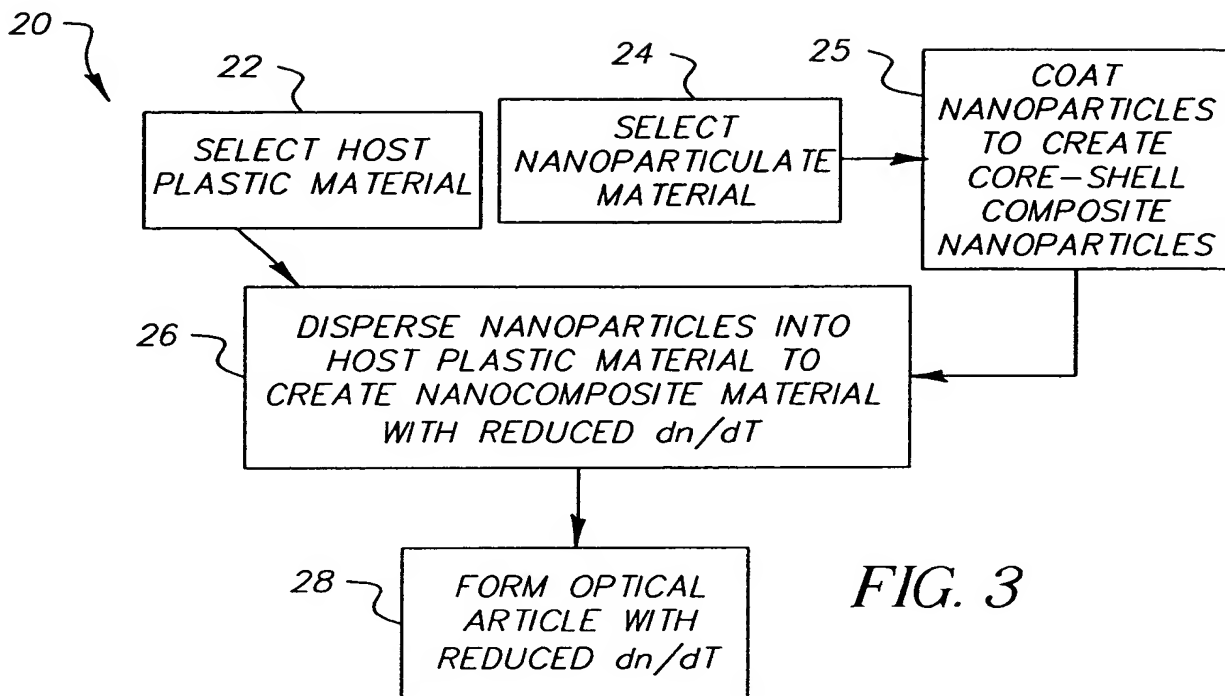 20
22
SELECT HOST
PLASTIC MATERIAL
24
SELECT
NANOPARTICULATE
MATERIAL
25
COAT
NANOPARTICLES
TO CREATE
CORE-SHELL
COMPOSITE
NANOPARTICLES
26
DISPERSE NANOPARTICLES INTO
HOST PLASTIC MATERIAL TO
CREATE NANOCOMPOSITE MATERIAL
WITH REDUCED dn/dT
28
FORM OPTICAL
ARTICLE WITH
REDUCED dn/dT
FIG. 3